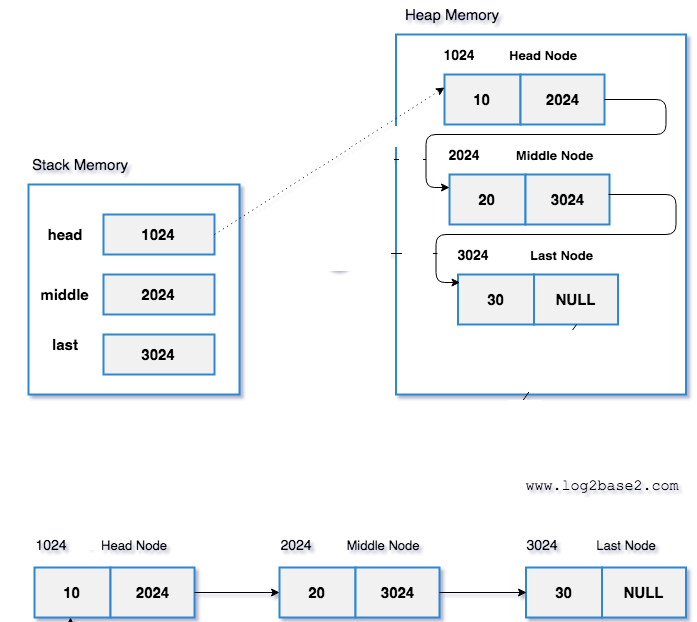 Heap Memory
1024 Head Node
10 2024
2024 Middle Node
20 3024
3024 Last Node
30 NULL
Stack Memory
head 1024
middle 2024
last 3024
www.log2base2.com
1024 Head Node 2024 Middle Node 3024 Last Node
10 2024 20 3024 30 NULL